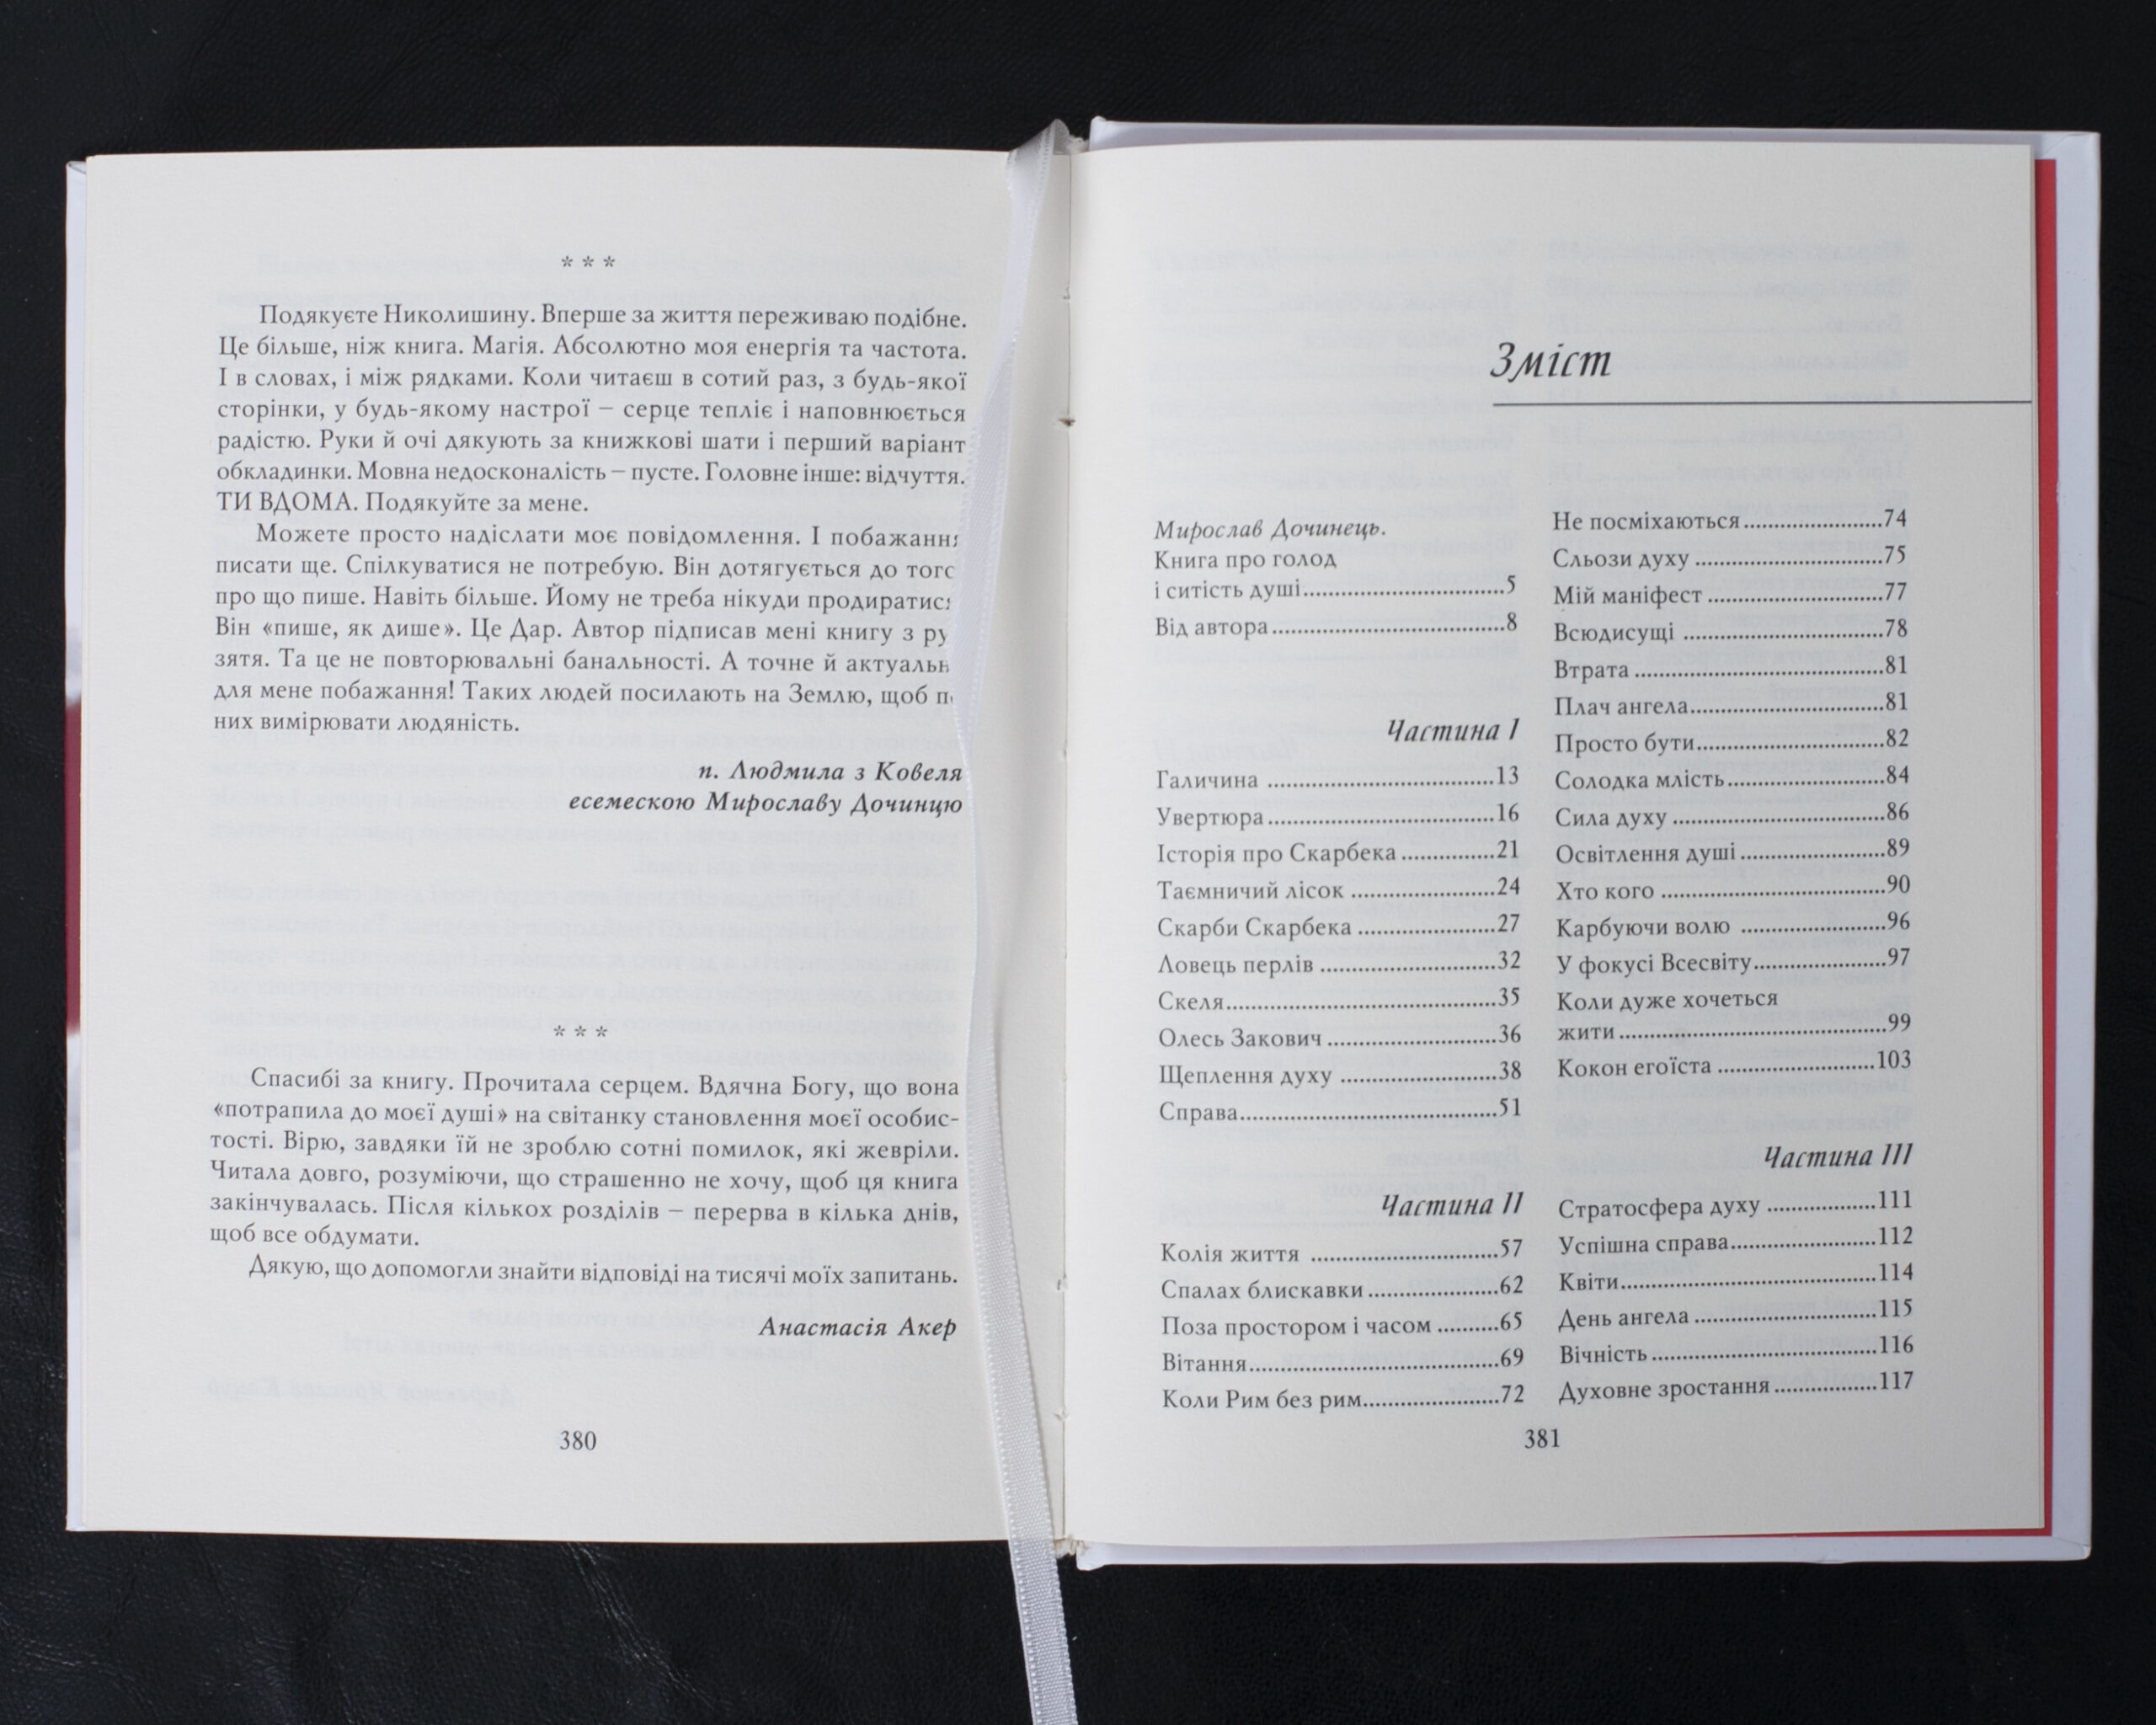 * * *
Подякуєте Николишину. Вперше за життя переживаю подібне.
Це більше, ніж книга. Магія. Абсолютно моя енергія та частота.
І в словах, і між рядками. Коли читаєш в сотий раз, з будь-якої
сторінки, у будь-якому настрої – серце тепліє і наповнюється
радістю. Руки й очі дякують за книжкові шати і перший варіант
обкладинки. Мовна недосконалість – пусте. Головне інше: відчуття.
ТИ ВДОМА. Подякуйте за мене.
Можете просто надіслати моє повідомлення. І
писати ще. Спілкуватися не потребую. Він дотягується до
про що пише. Навіть більше. Йому не треба нікуди
Він «пише, як дише». Це Дар. Автор підписав мені книгу з
зятя. Та це не повторювальні банальності. А точне й
для мене побажання! Таких людей посилають на Землю, щоб
них вимірювати людяність.
п. Людмила з Ковеля
есемескою Мирославу Дочинцю
* * *
Спасибі за книгу. Прочитала серцем. Вдячна Богу, що вона
«потрапила до моєї душі» на світанку становлення моєї особис-
тості. Вірю, завдяки їй не зроблю сотні помилок, які жевріли.
Читала довго, розуміючи, що страшенно не хочу, щоб ця книга
закінчувалась. Після кількох розділів – перерва в кілька днів,
щоб все обдумати.
Дякую, що допомогли знайти відповіді на тисячі моїх запитань.
Анастасія Акер
380
Зміст
Мирослав Дочинець.
Книга про голод
і ситість душі..............................5
Від автора...................................8
Частина I
Галичина ..................................13
Увертюра..................................16
Історія про Скарбека..............21
Таємничий лісок .....................24
Скарби Скарбека ....................27
Ловець перлів ..........................32
Скеля........................................35
Олесь Закович .........................36
Щеплення духу .......................38
Справа......................................51
Частина II
Колія життя ............................57
Спалах блискавки...................62
Поза простором і часом .........65
Вітання.....................................69
Коли Рим без рим....................72
Не посміхаються.....................74
Сльози духу ............................75
Мій маніфест ..........................77
Всюдисущі ..............................78
Втрата .....................................81
Плач ангела.............................81
Просто бути............................82
Солодка млість........................84
Сила духу ................................86
Освітлення душі .....................89
Хто кого ..................................90
Карбуючи волю .....................96
У фокусі Всесвіту...................97
Коли дуже хочеться
жити........................................99
Кокон егоїста .......................103
Частина III
Стратосфера духу ................111
Успішна справа.....................112
Квіти......................................114
День ангела ...........................115
Вічність .................................116
Духовне зростання ...............117
381